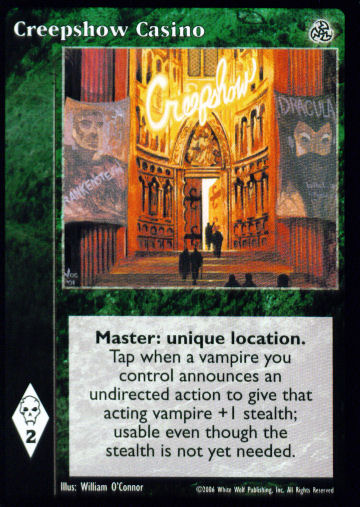 Creepshow Casino
Creepshow
FRANKENSTEIN
DRACULA
Master: unique location.
Tap when a vampire you
control announces an
undirected action to give that
acting vampire +1 stealth;
usable even though the
stealth is not yet needed.
2
Illus: William O'Connor
©2006 White Wolf Publishing, Inc. All Rights Reserved